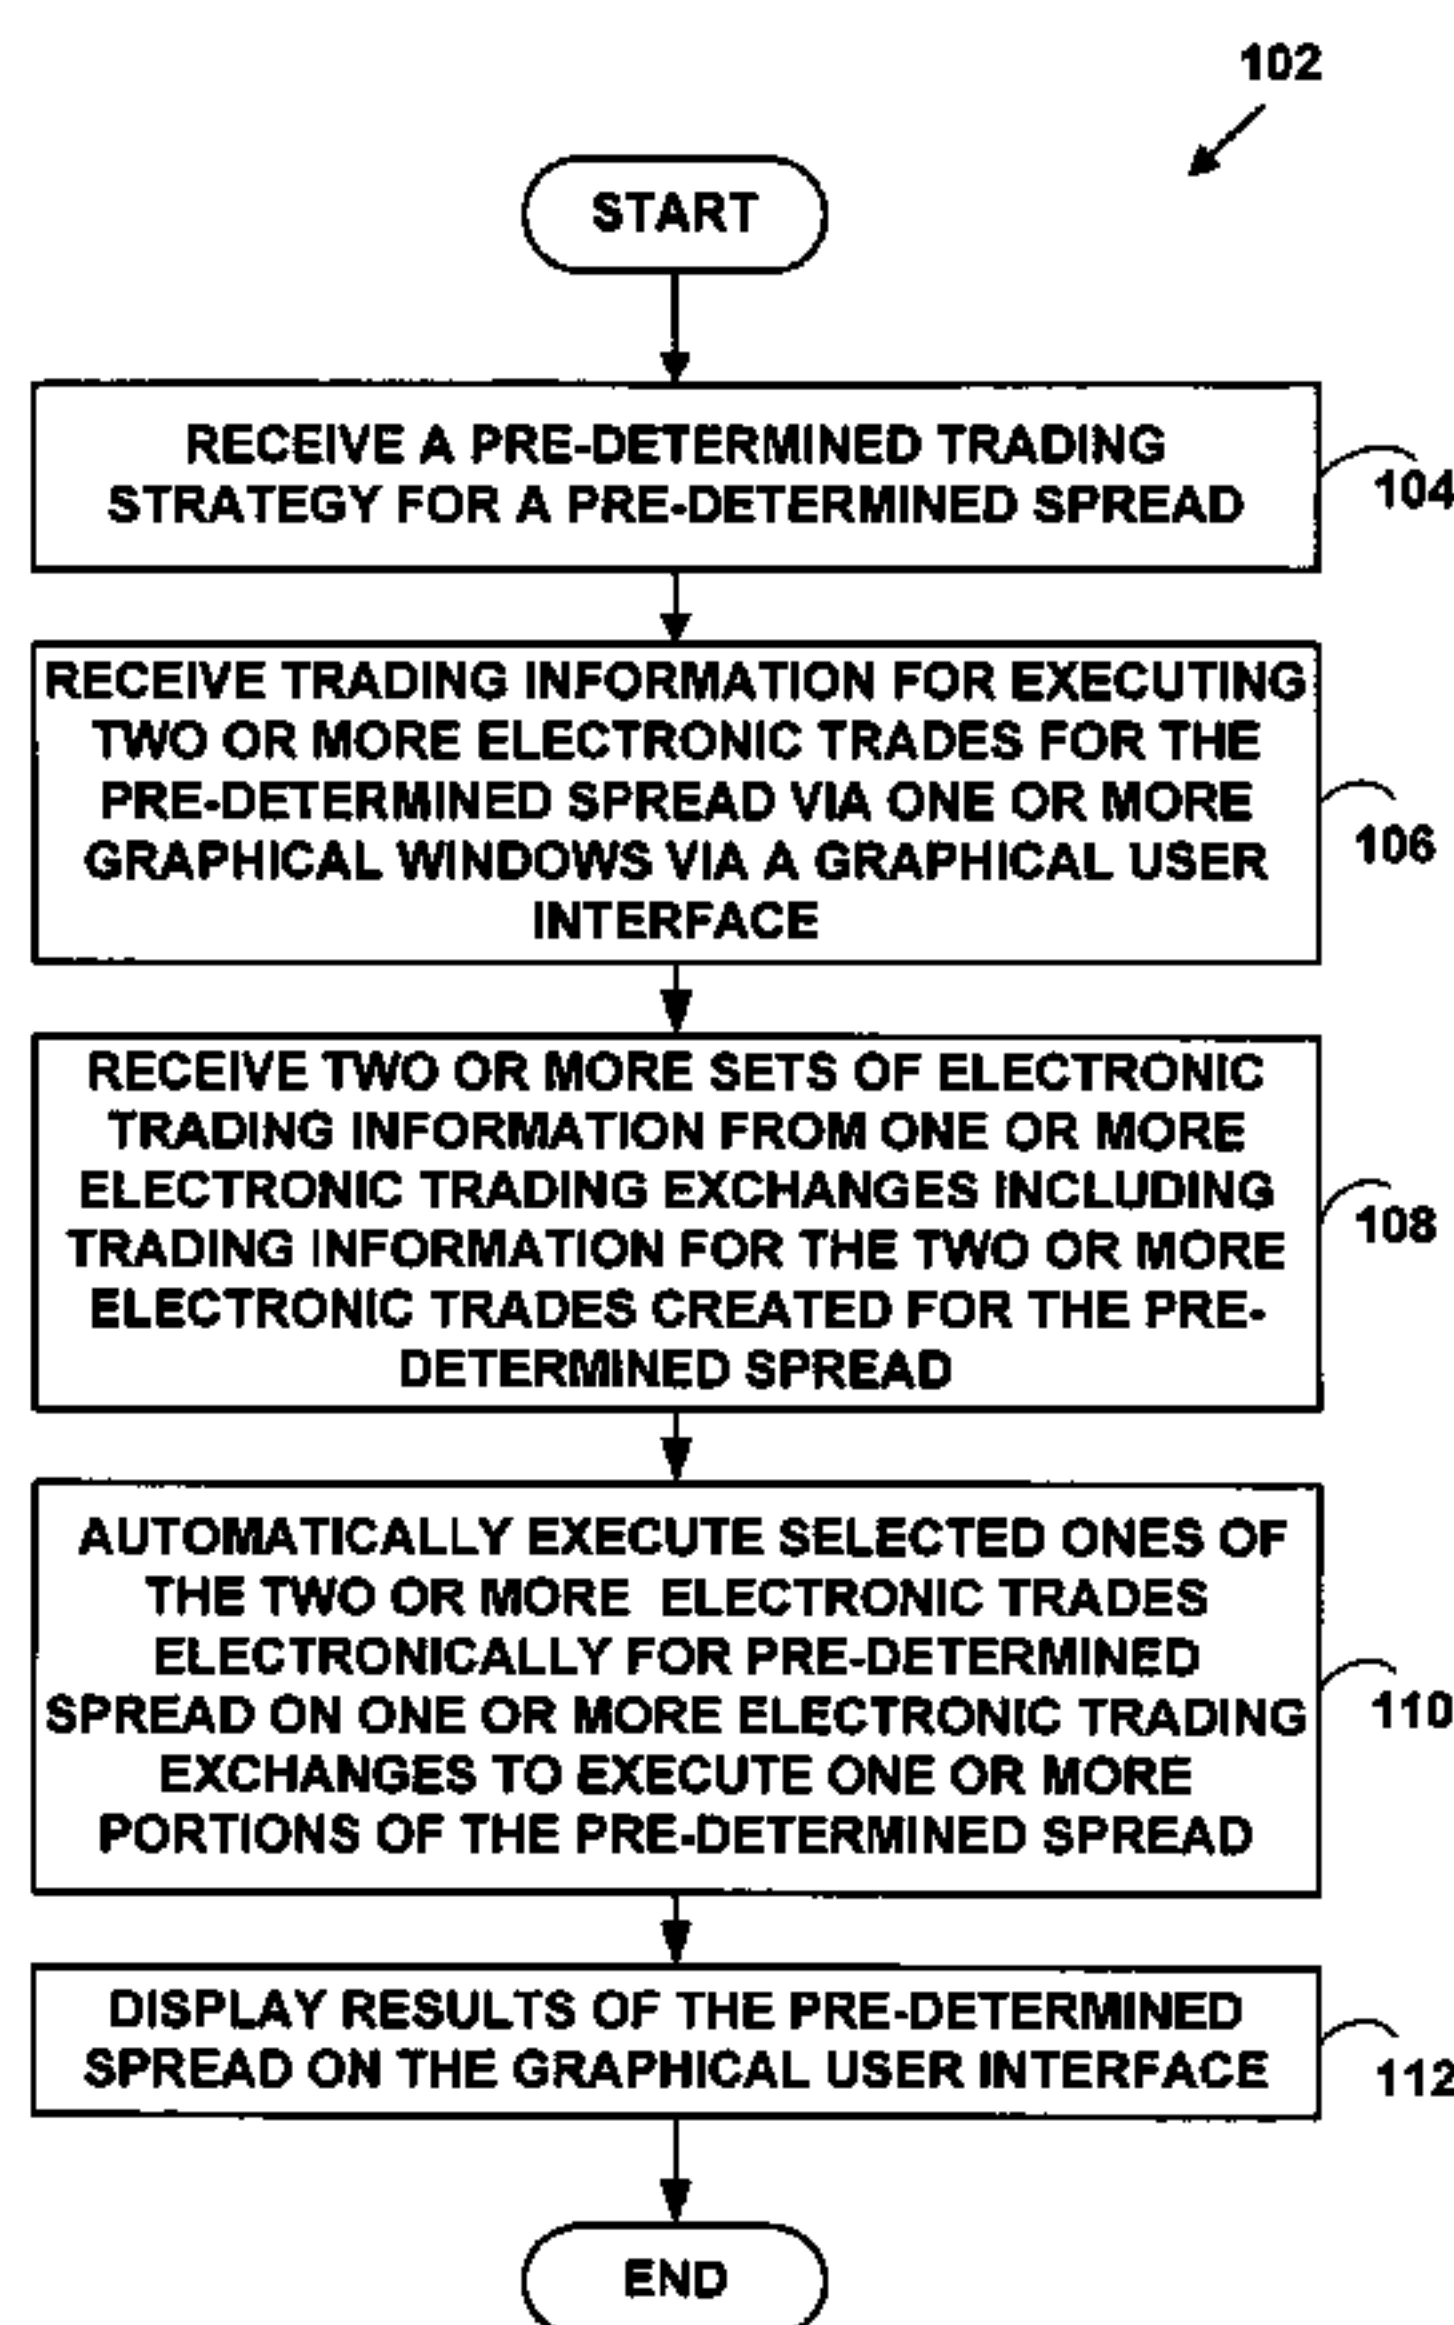 102
START
RECEIVE A PRE-DETERMINED TRADING
STRATEGY FOR A PRE-DETERMINED SPREAD
104
RECEIVE TRADING INFORMATION FOR EXECUTING
TWO OR MORE ELECTRONIC TRADES FOR THE
PRE-DETERMINED SPREAD VIA ONE OR MORE
GRAPHICAL WINDOWS VIA A GRAPHICAL USER
INTERFACE
106
RECEIVE TWO OR MORE SETS OF ELECTRONIC
TRADING INFORMATION FROM ONE OR MORE
ELECTRONIC TRADING EXCHANGES INCLUDING
TRADING INFORMATION FOR THE TWO OR MORE
ELECTRONIC TRADES CREATED FOR THE PRE-
DETERMINED SPREAD
108
AUTOMATICALLY EXECUTE SELECTED ONES OF
THE TWO OR MORE ELECTRONIC TRADES
ELECTRONICALLY FOR PRE-DETERMINED
SPREAD ON ONE OR MORE ELECTRONIC TRADING
EXCHANGES TO EXECUTE ONE OR MORE
PORTIONS OF THE PRE-DETERMINED SPREAD
110
DISPLAY RESULTS OF THE PRE-DETERMINED
SPREAD ON THE GRAPHICAL USER INTERFACE
112
END